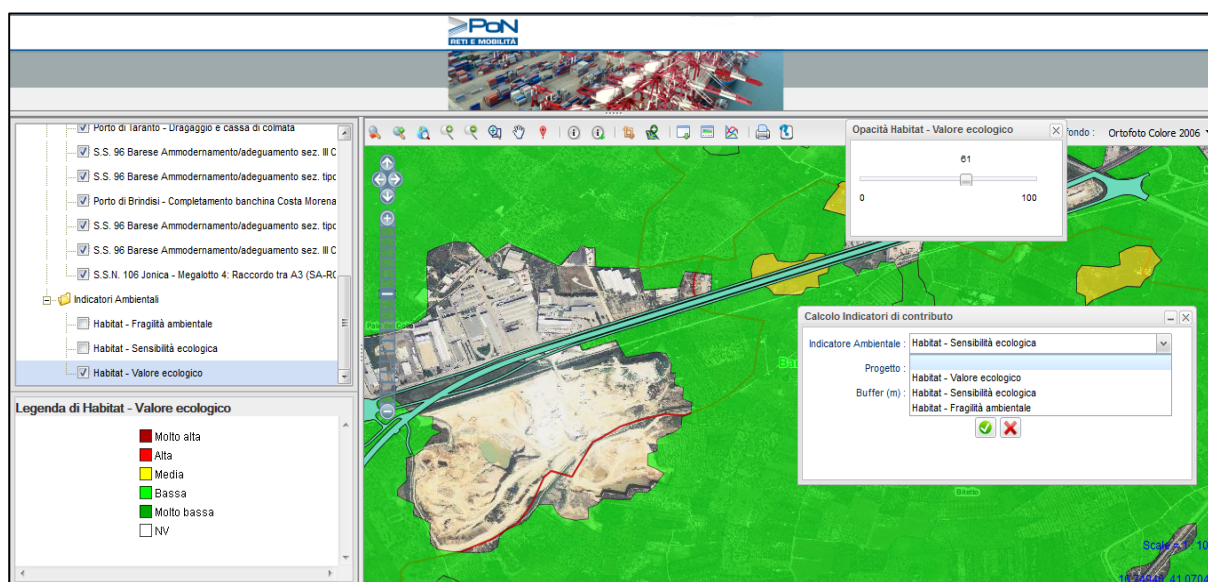 PON
RETI E MOBILITÀ
Porto di Taranto - Dragaggio e cassa di colmata
S.S. 96 Barese Ammodernamento/adeguamento sez. III C
S.S. 96 Barese Ammodernamento/adeguamento sez. tipo
Porto di Brindisi - Completamento banchina Costa Morena
S.S. 96 Barese Ammodernamento/adeguamento sez. tipo
S.S. 96 Barese Ammodernamento/adeguamento sez. III C
S.S.N. 106 Jonica - Megalotto 4: Raccordo tra A3 (SA-RC
Indicatori Ambientali
Habitat - Fragilità ambientale
Habitat - Sensibilità ecologica
Habitat - Valore ecologico
Legenda di Habitat - Valore ecologico
Molto alta
Alta
Media
Bassa
Molto bassa
NV
Opacità Habitat - Valore ecologico
61
0 100
fondo : Ortofoto Colore 2006
Calcolo Indicatori di contributo
Indicatore Ambientale : Habitat - Sensibilità ecologica
Progetto :
Habitat - Valore ecologico
Buffer (m) : Habitat - Sensibilità ecologica
Habitat - Fragilità ambientale
Bitetto
Scale = 1 : 10